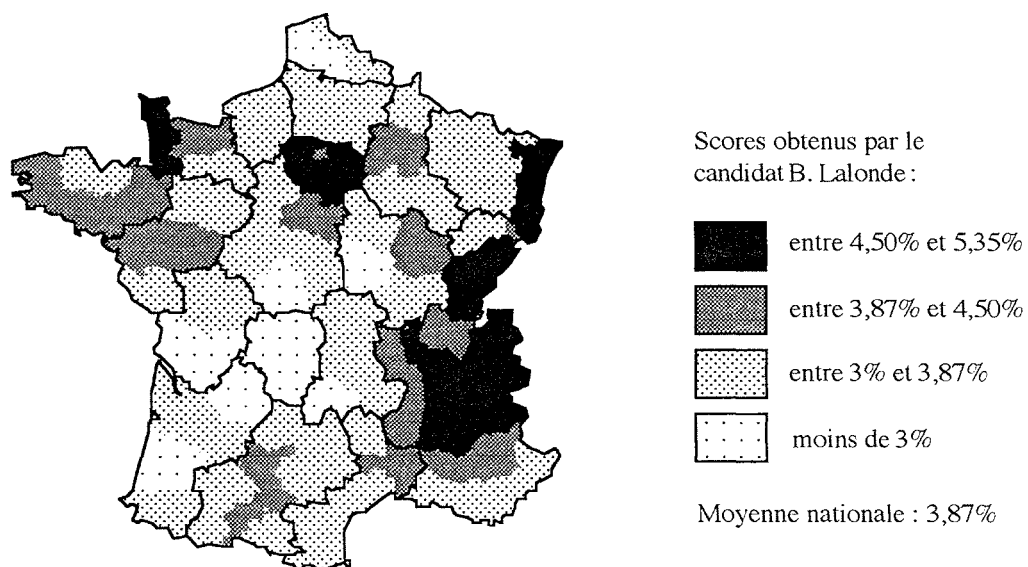 Scores obtenus par le
candidat B. Lalonde :
entre 4,50% et 5,35%
entre 3,87% et 4,50%
entre 3% et 3,87%
moins de 3%
Moyenne nationale : 3,87%